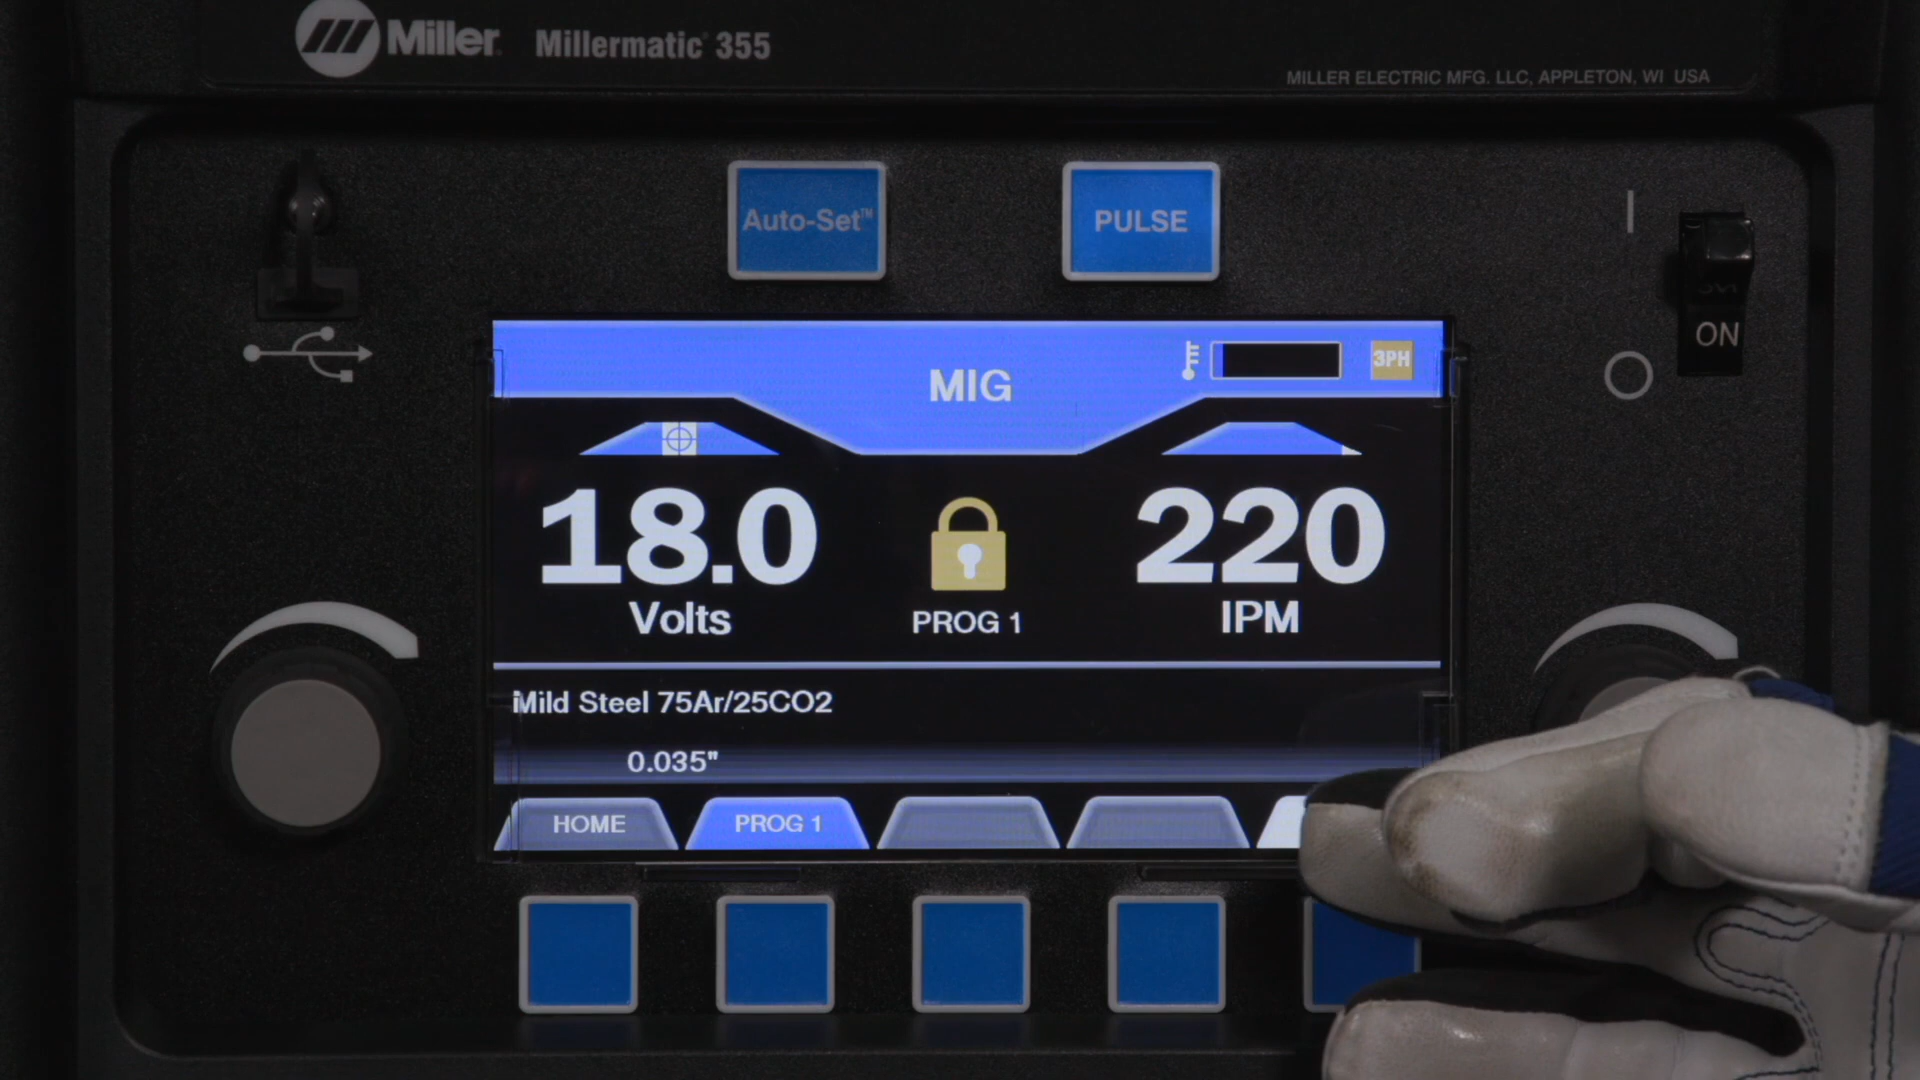 Miller® Millermatic® 355
MILLER ELECTRIC MFG. LLC, APPLETON, WI USA
Auto-Set™
PULSE
ON
MIG
3PH
18.0
Volts
PROG 1
220
IPM
Mild Steel 75Ar/25CO2
0.035"
HOME
PROG 1